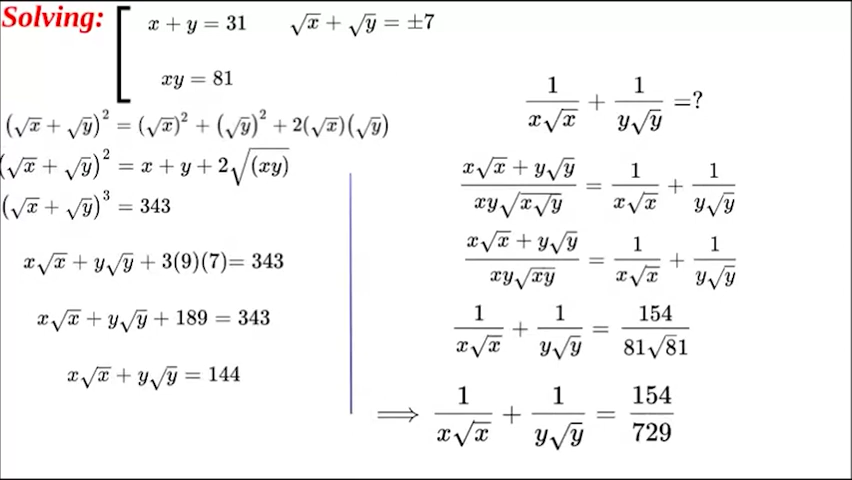 Solving:
x + y = 31 √x + √y = ±7
xy = 81
(√x + √y)² = (√x)² + (√y)² + 2(√x)(√y)
(√x + √y)² = x + y + 2√(xy)
(√x + √y)³ = 343
x√x + y√y + 3(9)(7)= 343
x√x + y√y + 189 = 343
x√x + y√y = 144
1/(x√x) + 1/(y√y) =?
(x√x + y√y)/(xy√(x√y)) = 1/(x√x) + 1/(y√y)
(x√x + y√y)/(xy√(xy)) = 1/(x√x) + 1/(y√y)
1/(x√x) + 1/(y√y) = 154/(81√81)
⟹ 1/(x√x) + 1/(y√y) = 154/729